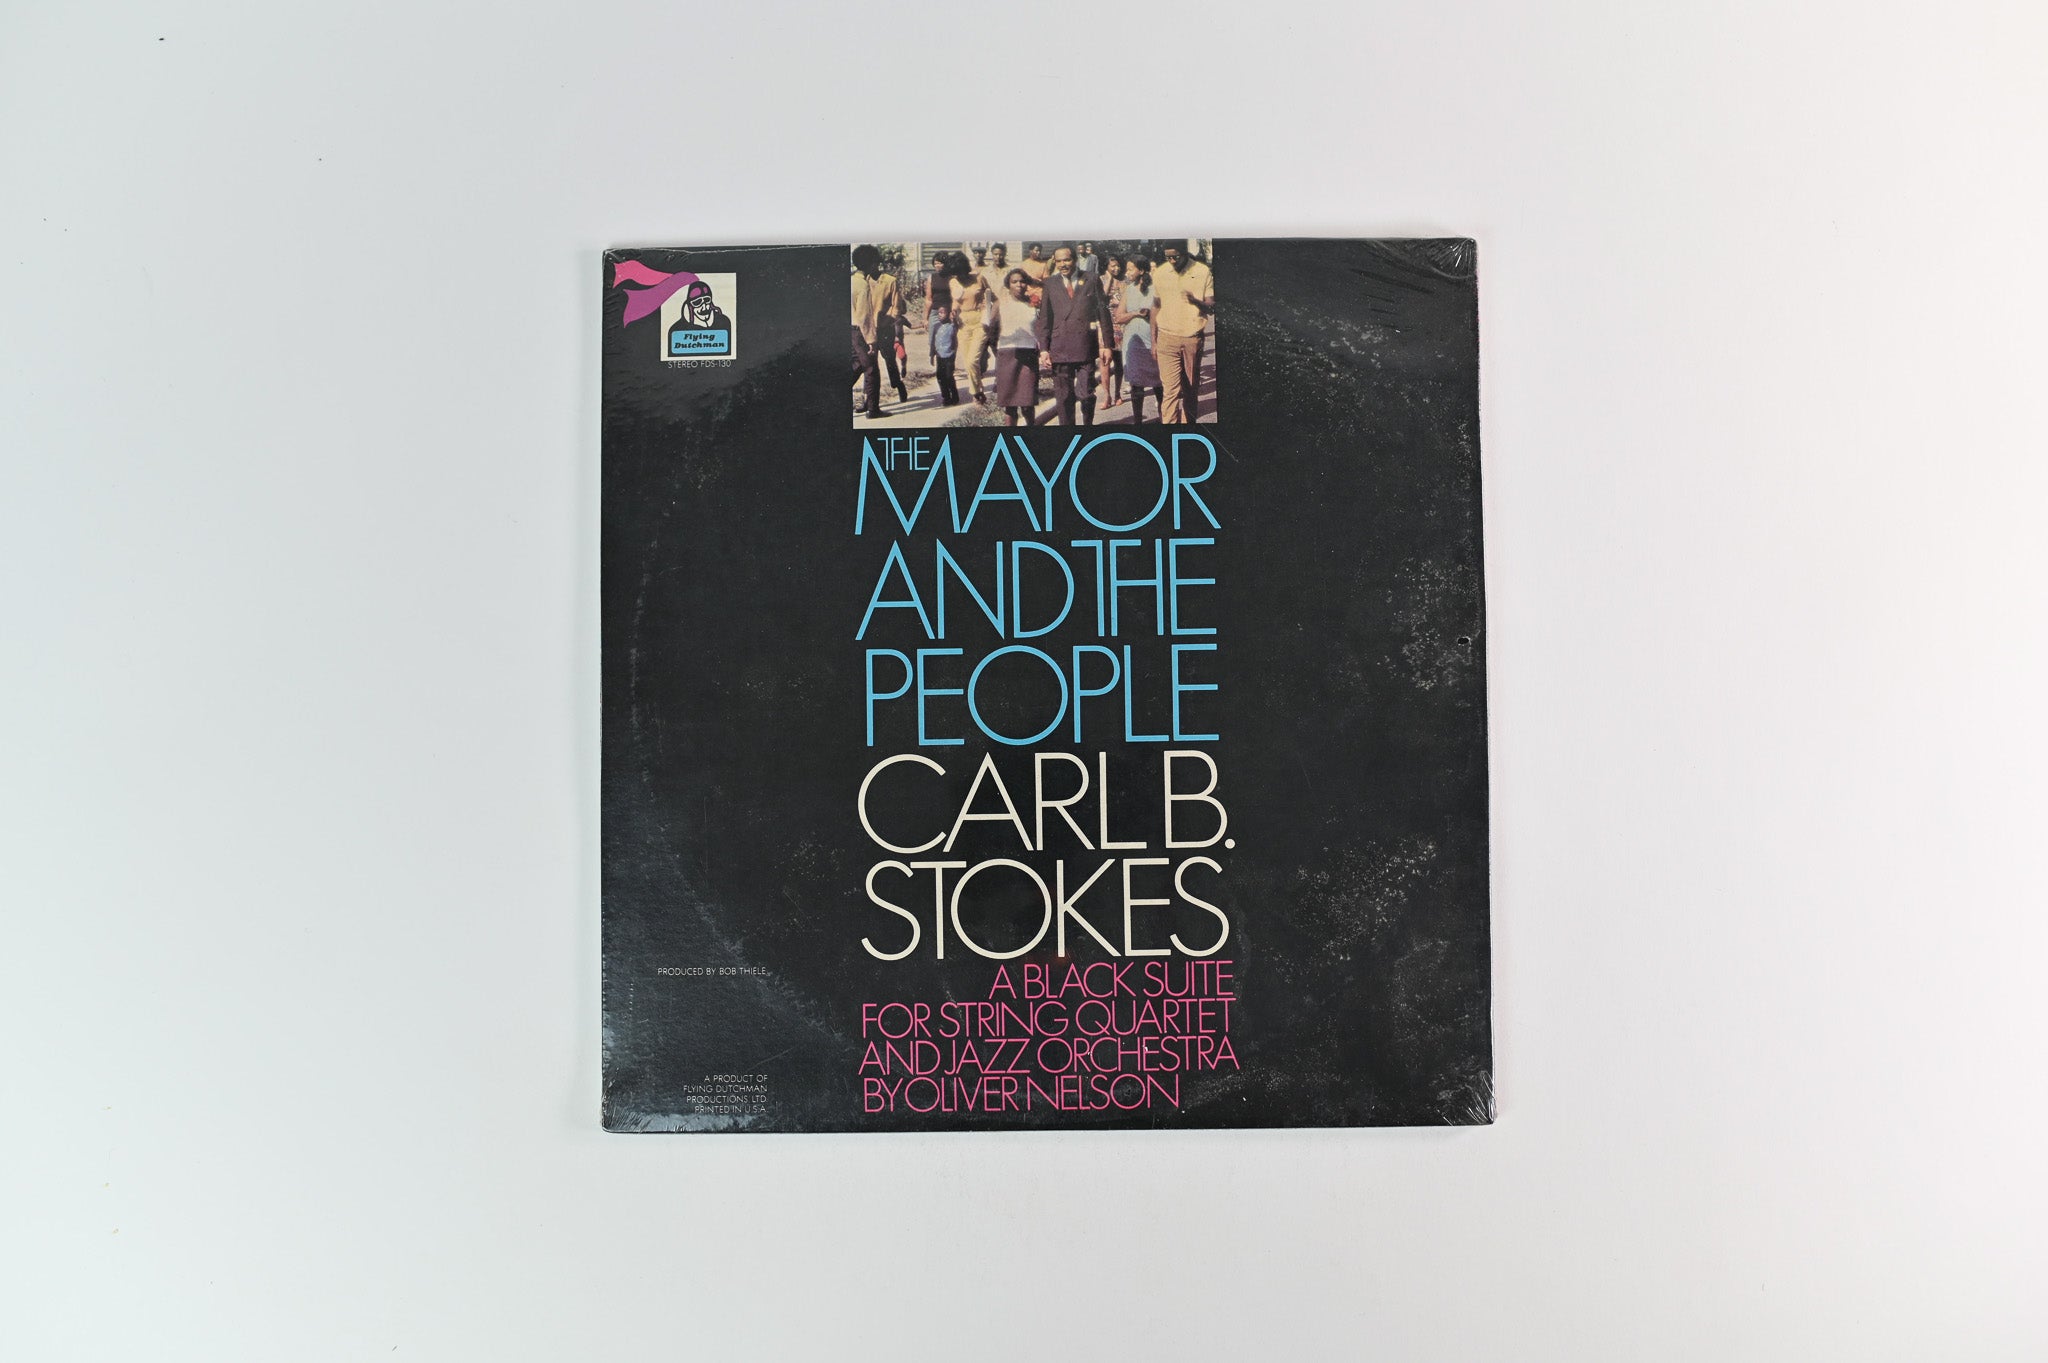 Flying
Dutchman
STEREO FDS-130
THE MAYOR
AND THE
PEOPLE
CARL B.
STOKES
A BLACK SUITE
FOR STRING QUARTET
AND JAZZ ORCHESTRA
BY OLIVER NELSON
PRODUCED BY BOB THIELE
A PRODUCT OF
FLYING DUTCHMAN
PRODUCTIONS LTD
PRINTED IN U.S.A.